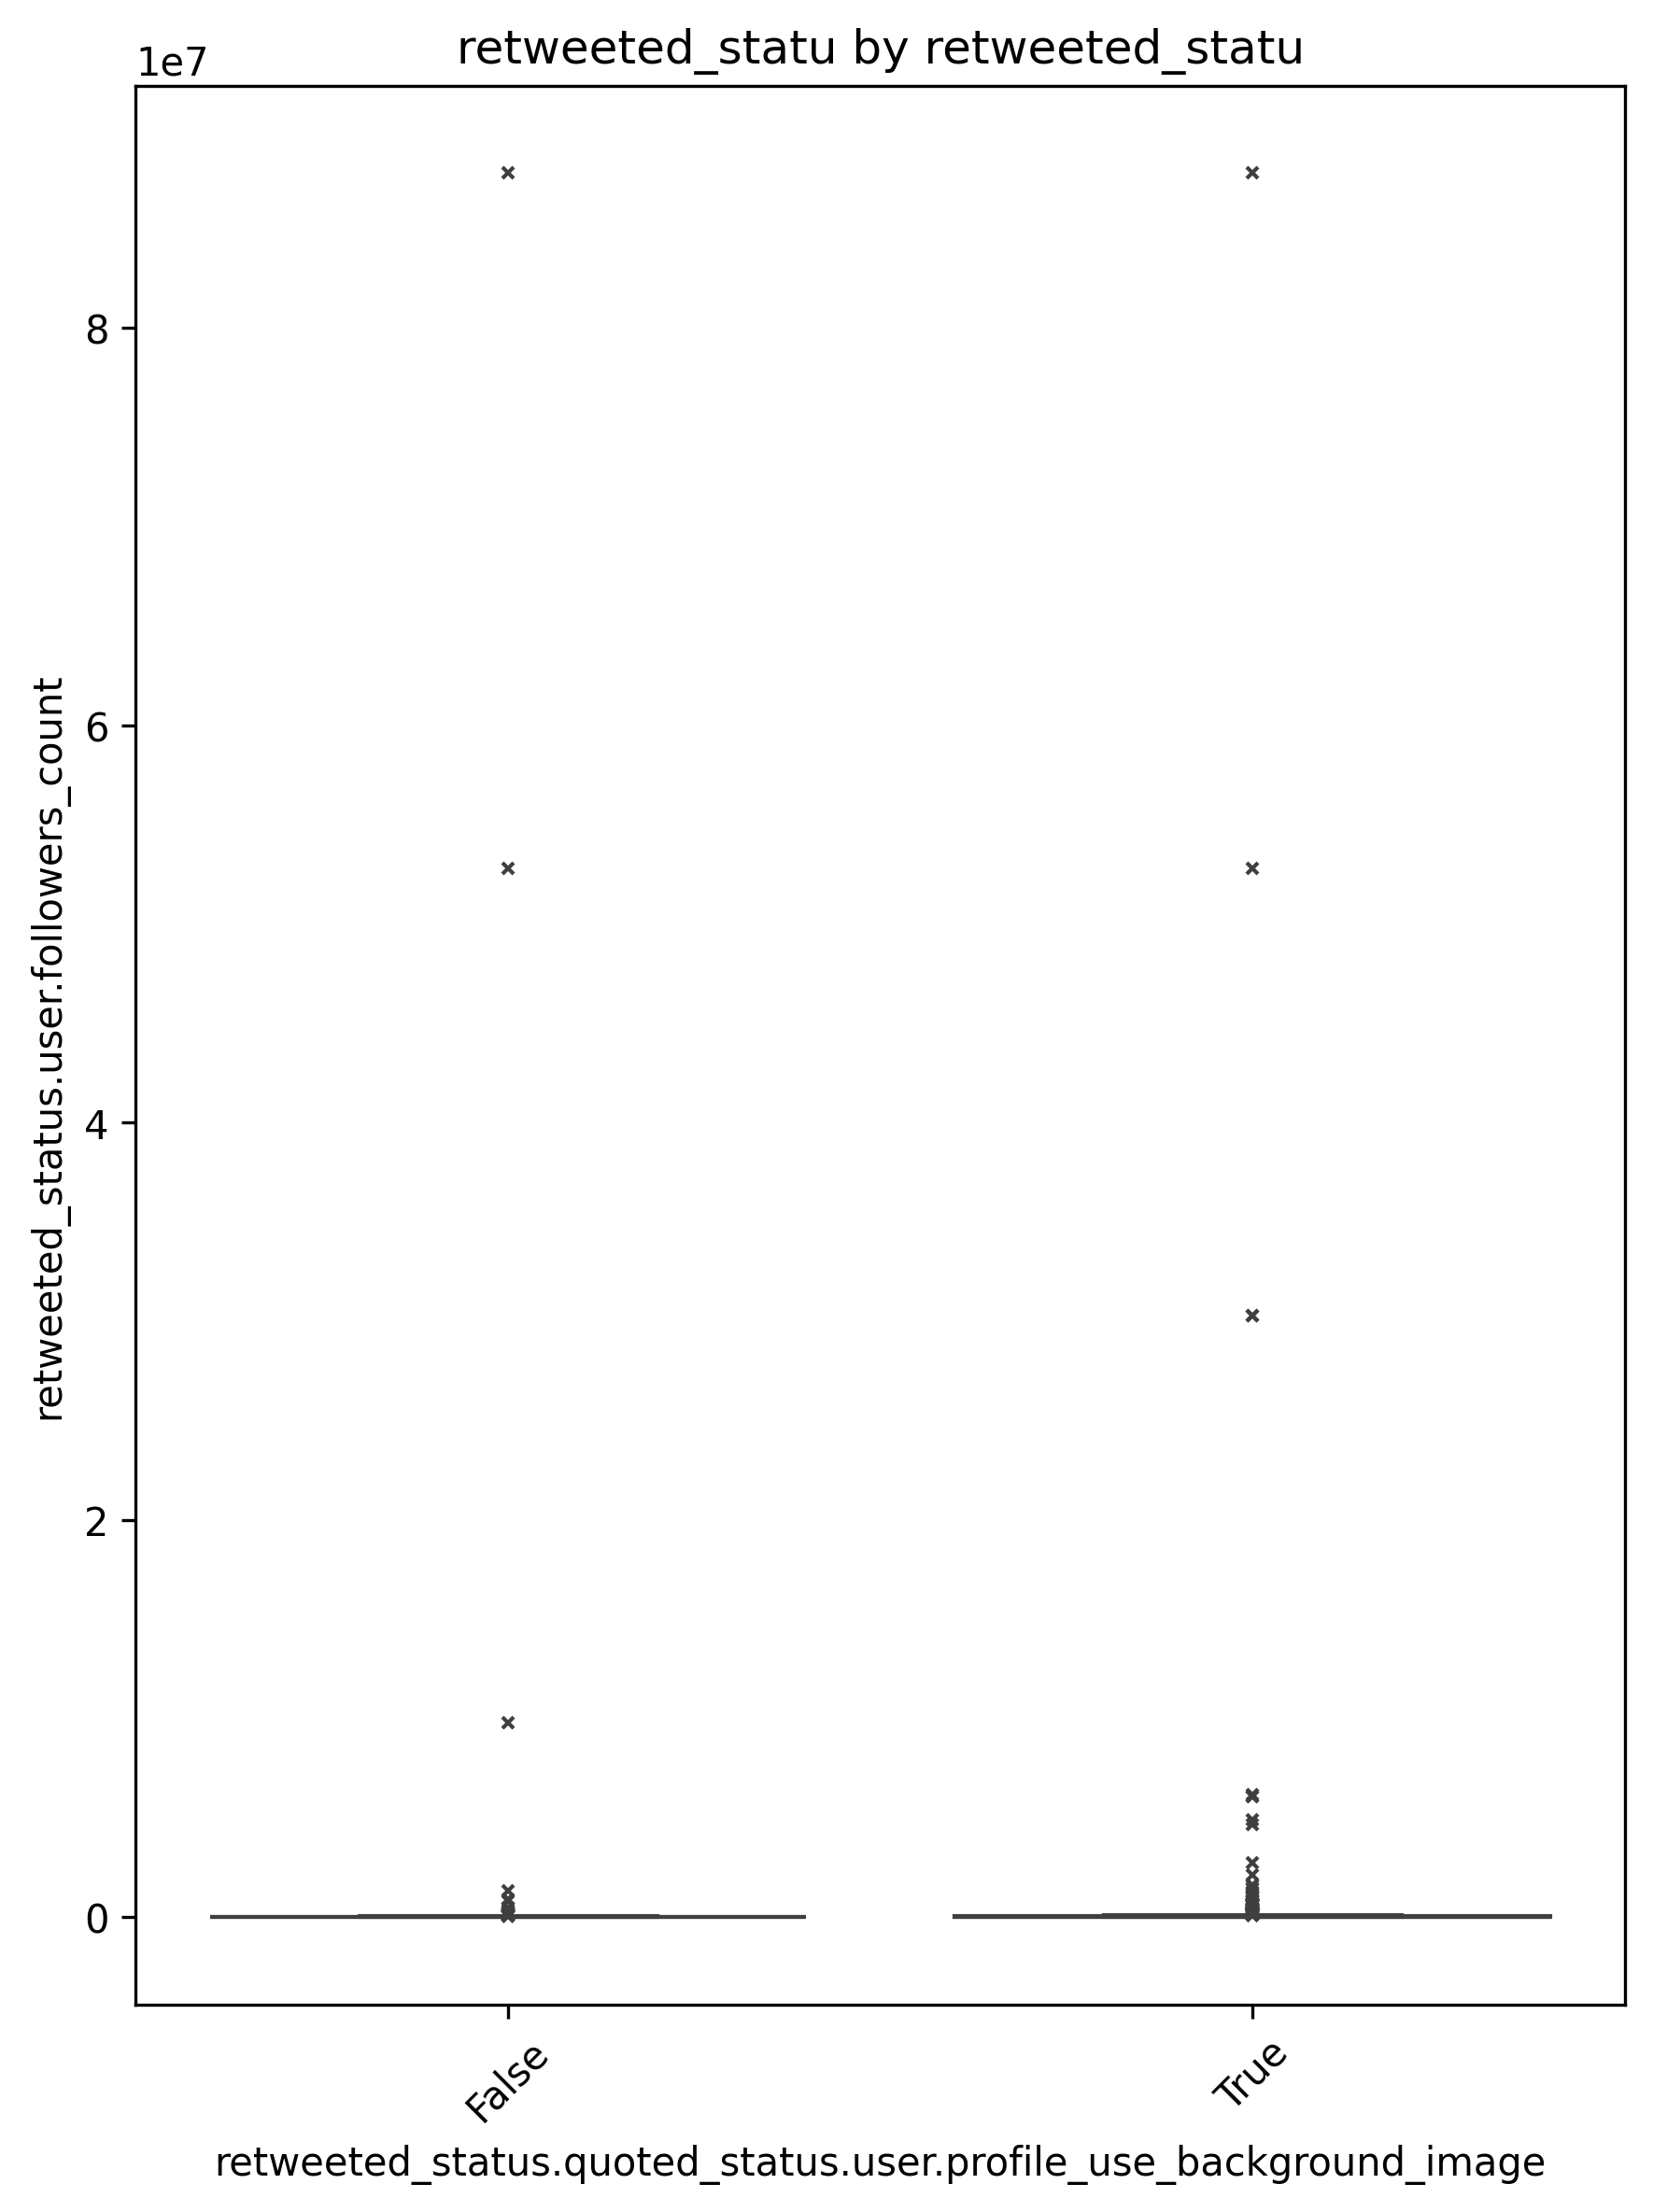 retweeted_statu by retweeted_statu
1e7
8
6
4
2
0
retweeted_status.user.followers_count
False
True
retweeted_status.quoted_status.user.profile_use_background_image